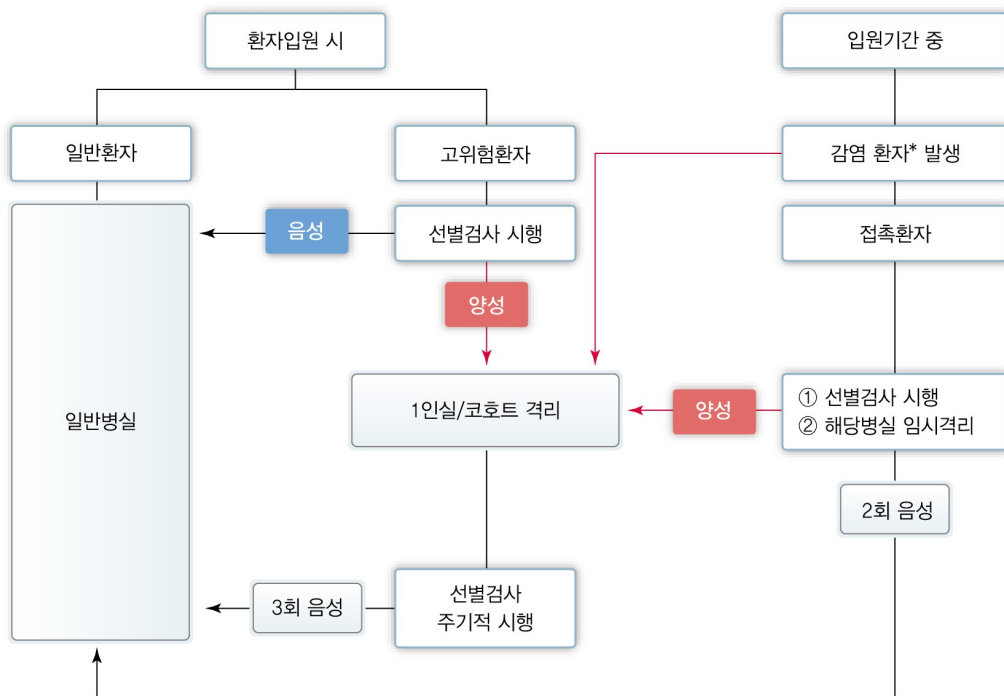 환자입원 시
입원기간 중
일반환자
고위험환자
감염 환자* 발생
음성
선별검사 시행
접촉환자
양성
일반병실
1인실/코호트 격리
양성
① 선별검사 시행
② 해당병실 임시격리
2회 음성
3회 음성
선별검사
주기적 시행